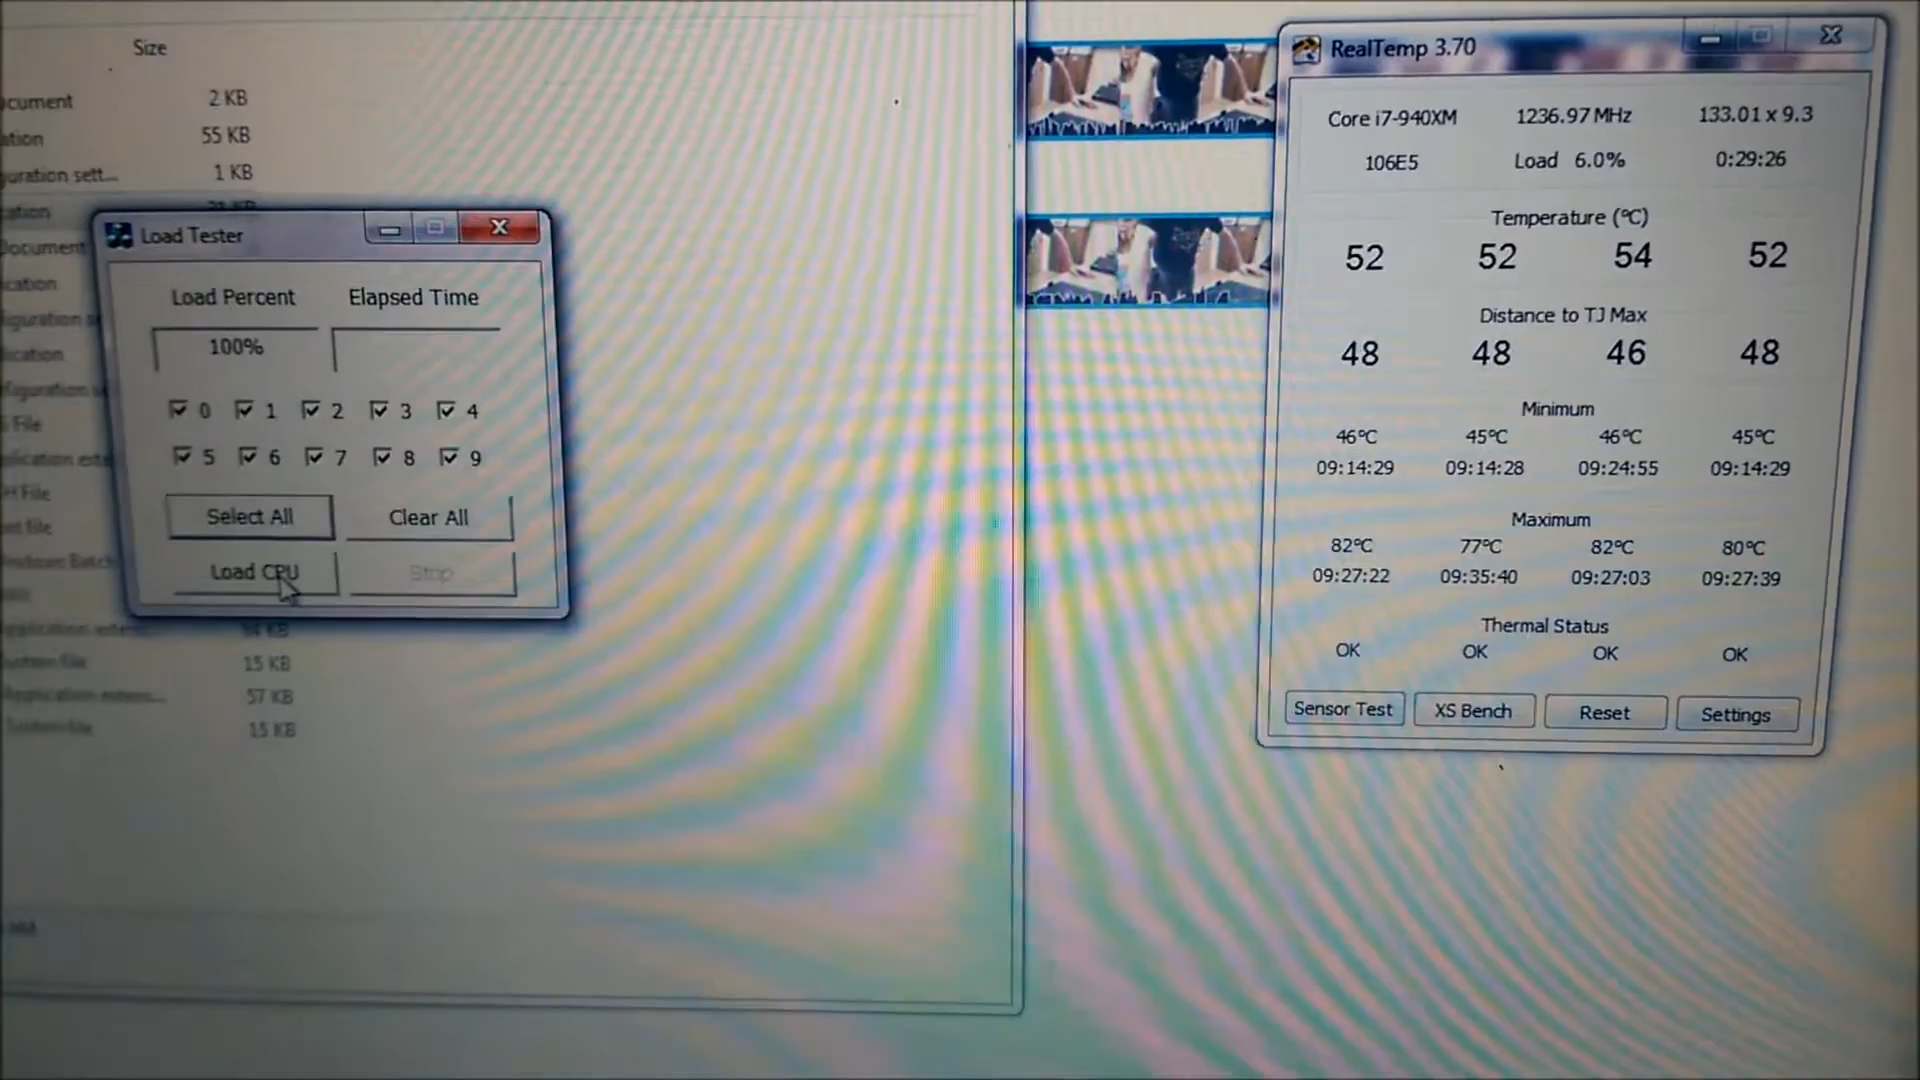 Size
2 KB
55 KB
1 KB
Document
14 KB
15 KB
57 KB
15 KB
Load Tester
Load Percent Elapsed Time
100%
0 1 2 3 4
5 6 7 8 9
Select All Clear All
Load CPU Stop
RealTemp 3.70
Core i7-940XM 1236.97 MHz 133.01 x 9.3
106E5 Load 6.0% 0:29:26
Temperature (°C)
52 52 54 52
Distance to TJ Max
48 48 46 48
Minimum
46°C 45°C 46°C 45°C
09:14:29 09:14:28 09:24:55 09:14:29
Maximum
82°C 77°C 82°C 80°C
09:27:22 09:35:40 09:27:03 09:27:39
Thermal Status
OK OK OK OK
Sensor Test XS Bench Reset Settings